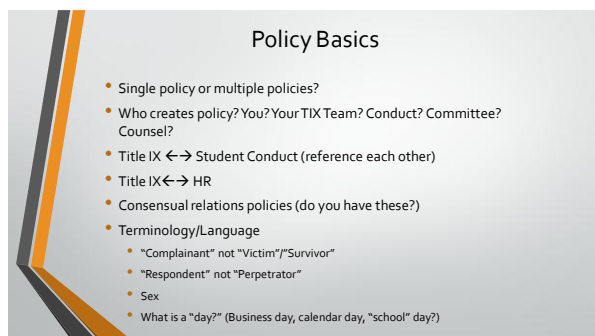 Policy Basics
• Single policy or multiple policies?
• Who creates policy? You? Your TIX Team? Conduct? Committee?
Counsel?
• Title IX ←→ Student Conduct (reference each other)
• Title IX←→ HR
• Consensual relations policies (do you have these?)
• Terminology/Language
• “Complainant” not “Victim”/“Survivor”
• “Respondent” not “Perpetrator”
• Sex
• What is a “day?” (Business day, calendar day, “school” day?)